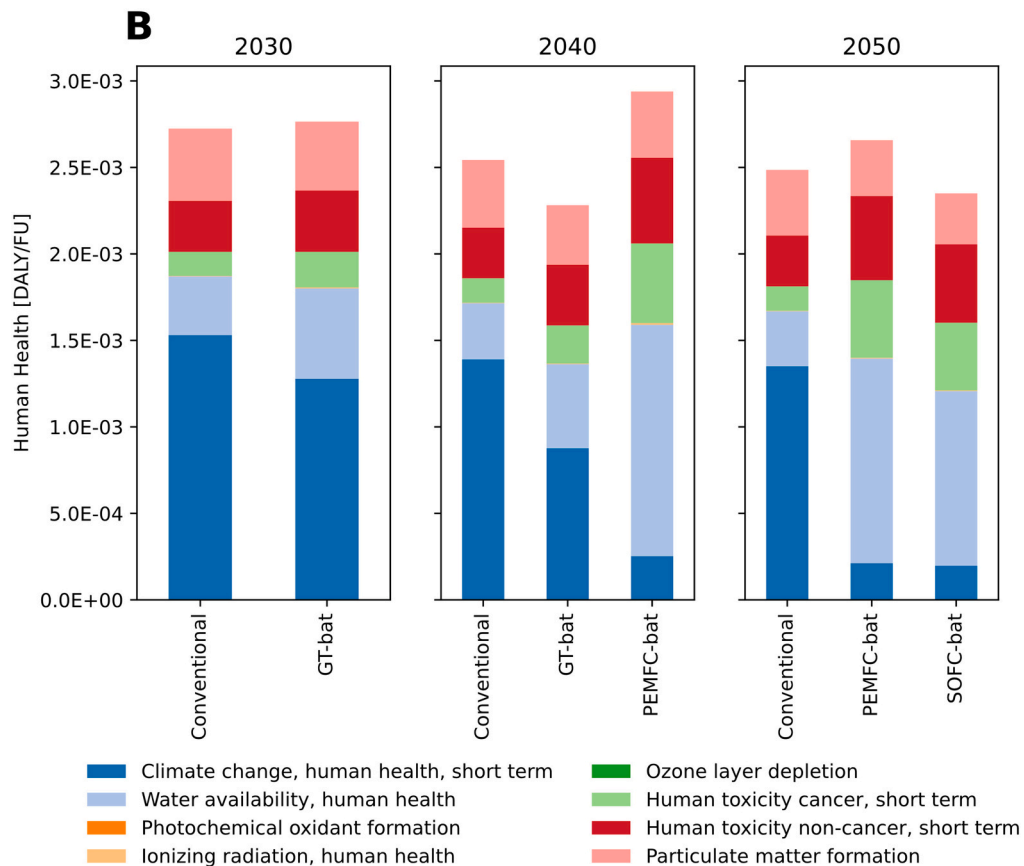 B
2030
2040
2050
3.0E-03
2.5E-03
2.0E-03
1.5E-03
1.0E-03
5.0E-04
0.0E+00
Human Health [DALY/FU]
Conventional
GT-bat
Conventional
GT-bat
PEMFC-bat
Conventional
PEMFC-bat
SOFC-bat
Climate change, human health, short term
Water availability, human health
Photochemical oxidant formation
Ionizing radiation, human health
Ozone layer depletion
Human toxicity cancer, short term
Human toxicity non-cancer, short term
Particulate matter formation